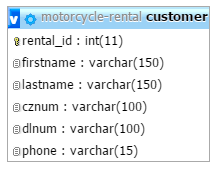 motorcycle-rental customer
rental_id : int(11)
firstname : varchar(150)
lastname : varchar(150)
cznum : varchar(100)
dlnum : varchar(100)
phone : varchar(15)